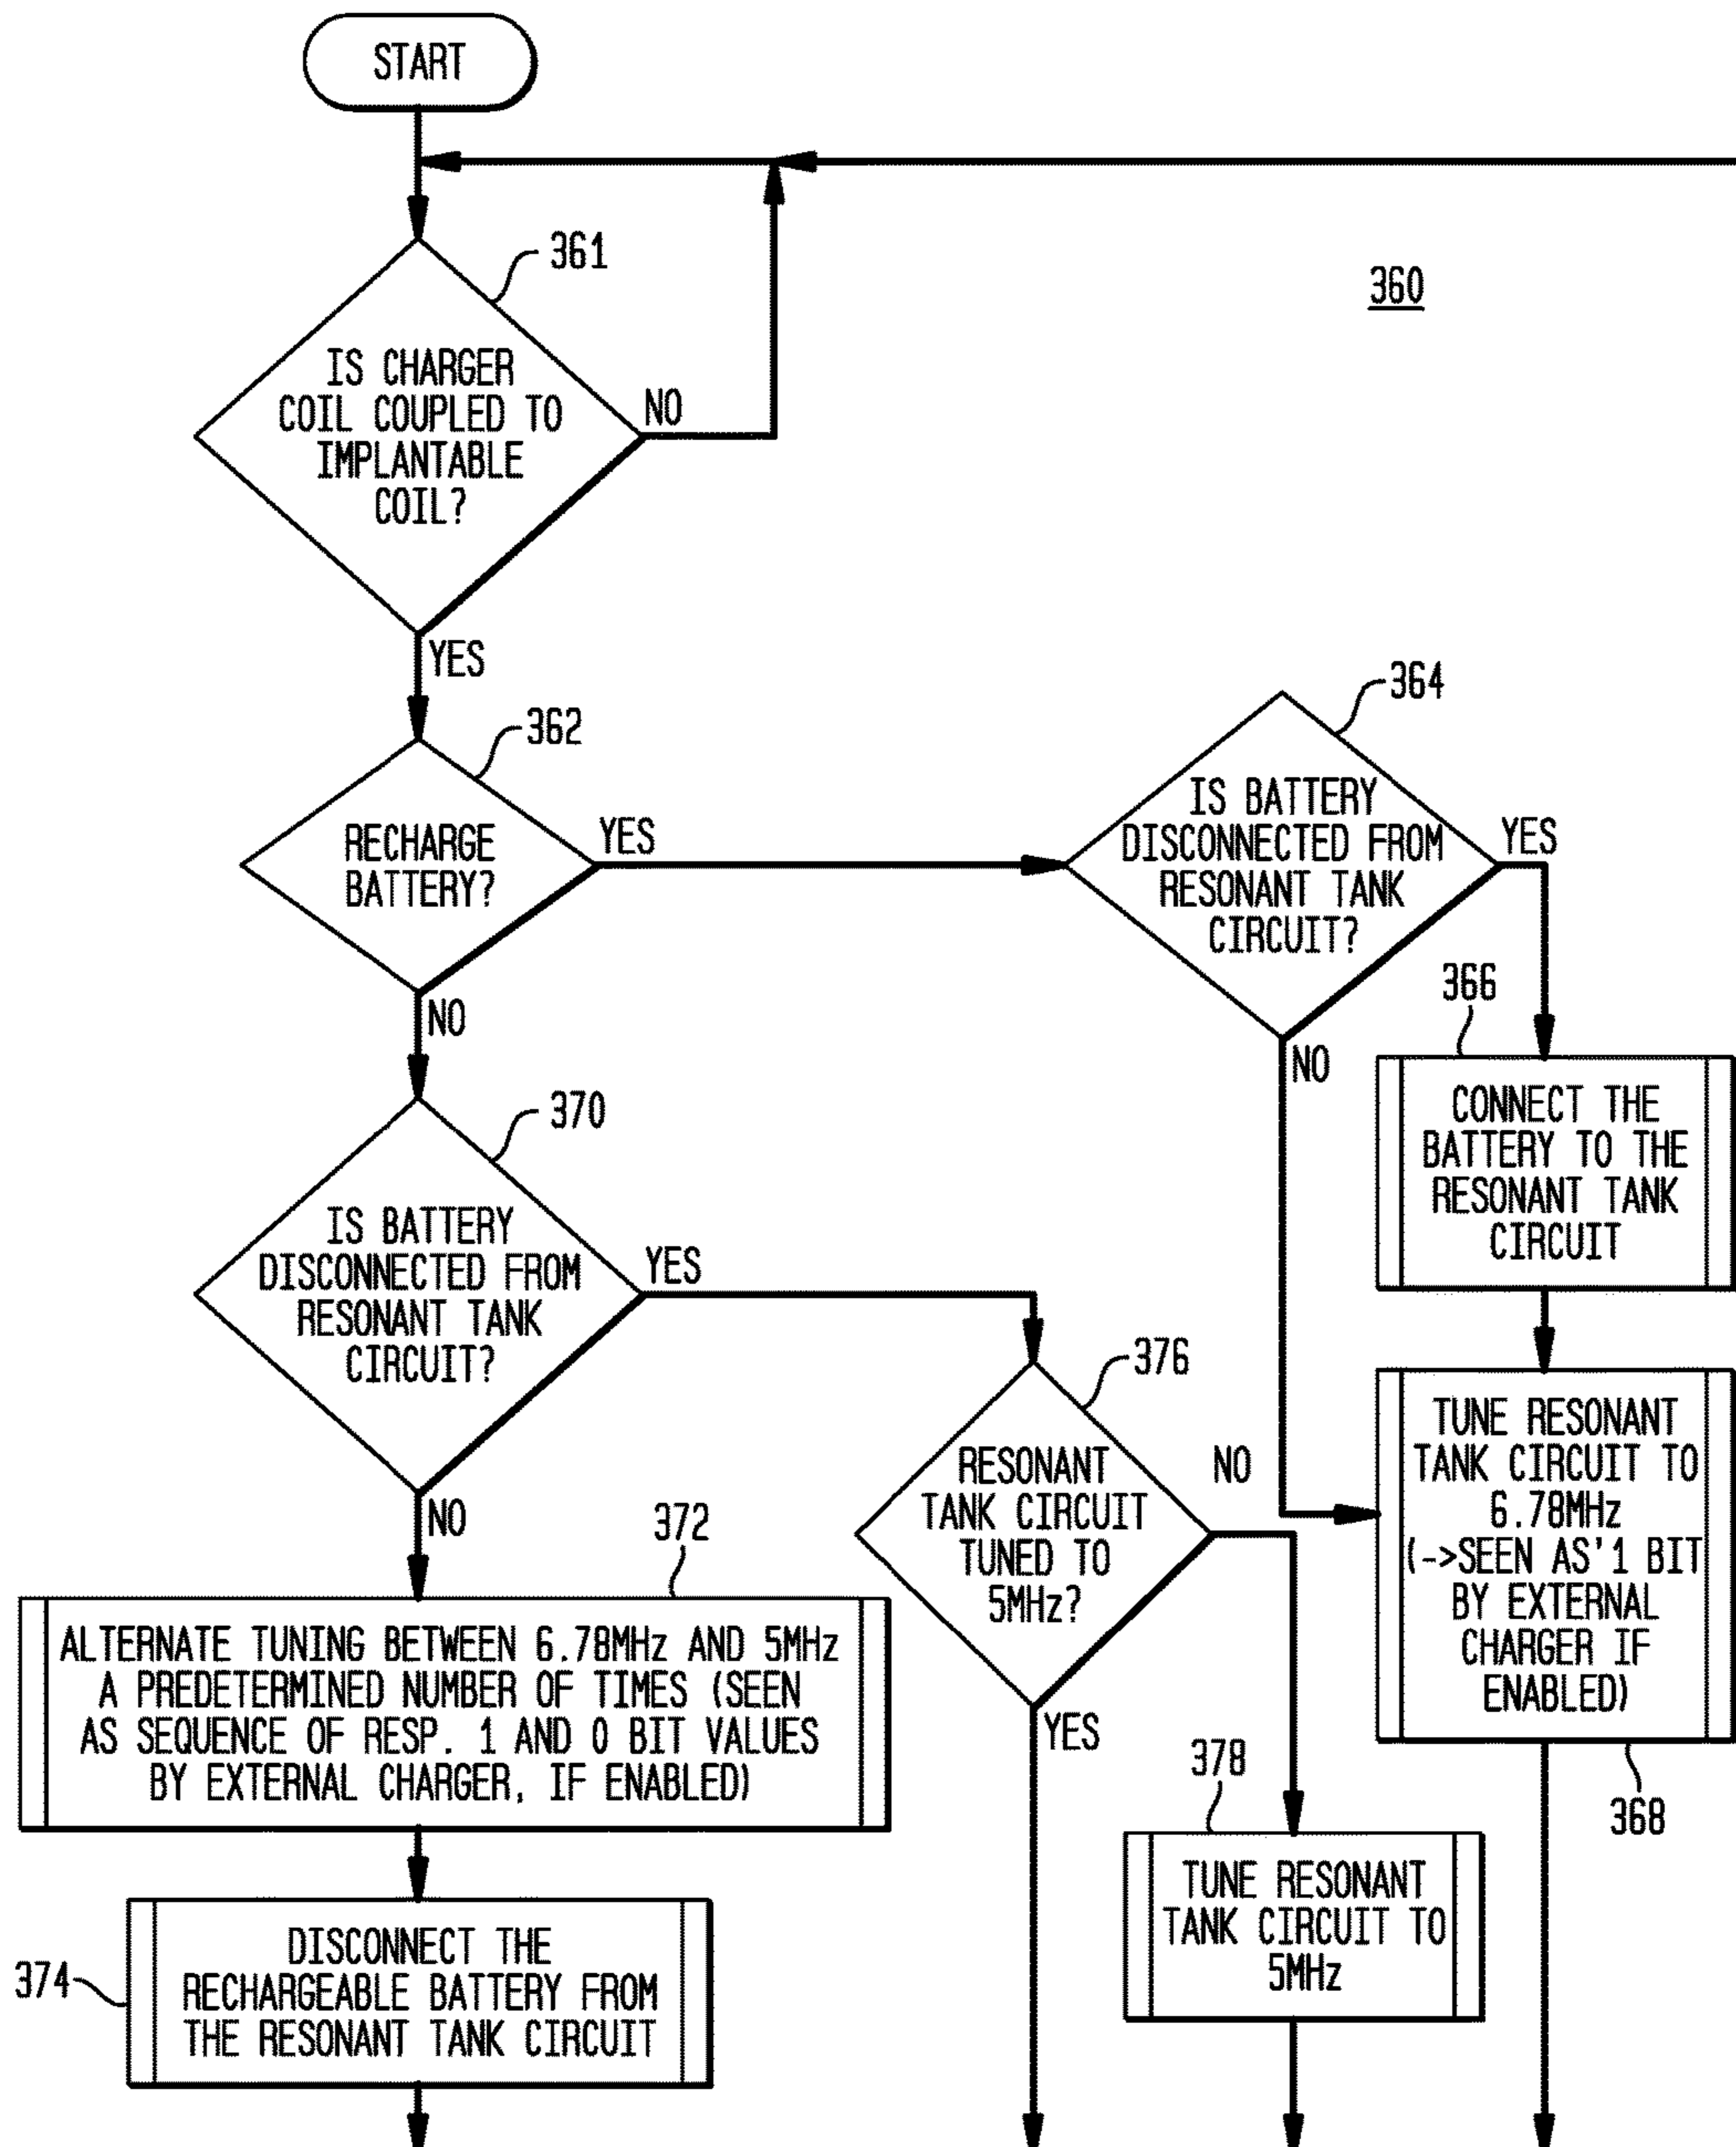 START
361
360
IS CHARGER
COIL COUPLED TO
IMPLANTABLE
COIL?
NO
YES
362
RECHARGE
BATTERY?
YES
NO
364
IS BATTERY
DISCONNECTED FROM
RESONANT TANK
CIRCUIT?
YES
NO
366
CONNECT THE
BATTERY TO THE
RESONANT TANK
CIRCUIT
370
IS BATTERY
DISCONNECTED FROM
RESONANT TANK
CIRCUIT?
YES
NO
376
RESONANT
TANK CIRCUIT
TUNED TO
5MHz?
NO
YES
TUNE RESONANT
TANK CIRCUIT TO
6.78MHz
(->SEEN AS'1 BIT
BY EXTERNAL
CHARGER IF
ENABLED)
368
372
ALTERNATE TUNING BETWEEN 6.78MHz AND 5MHz
A PREDETERMINED NUMBER OF TIMES (SEEN
AS SEQUENCE OF RESP. 1 AND 0 BIT VALUES
BY EXTERNAL CHARGER, IF ENABLED)
378
TUNE RESONANT
TANK CIRCUIT TO
5MHz
374
DISCONNECT THE
RECHARGEABLE BATTERY FROM
THE RESONANT TANK CIRCUIT